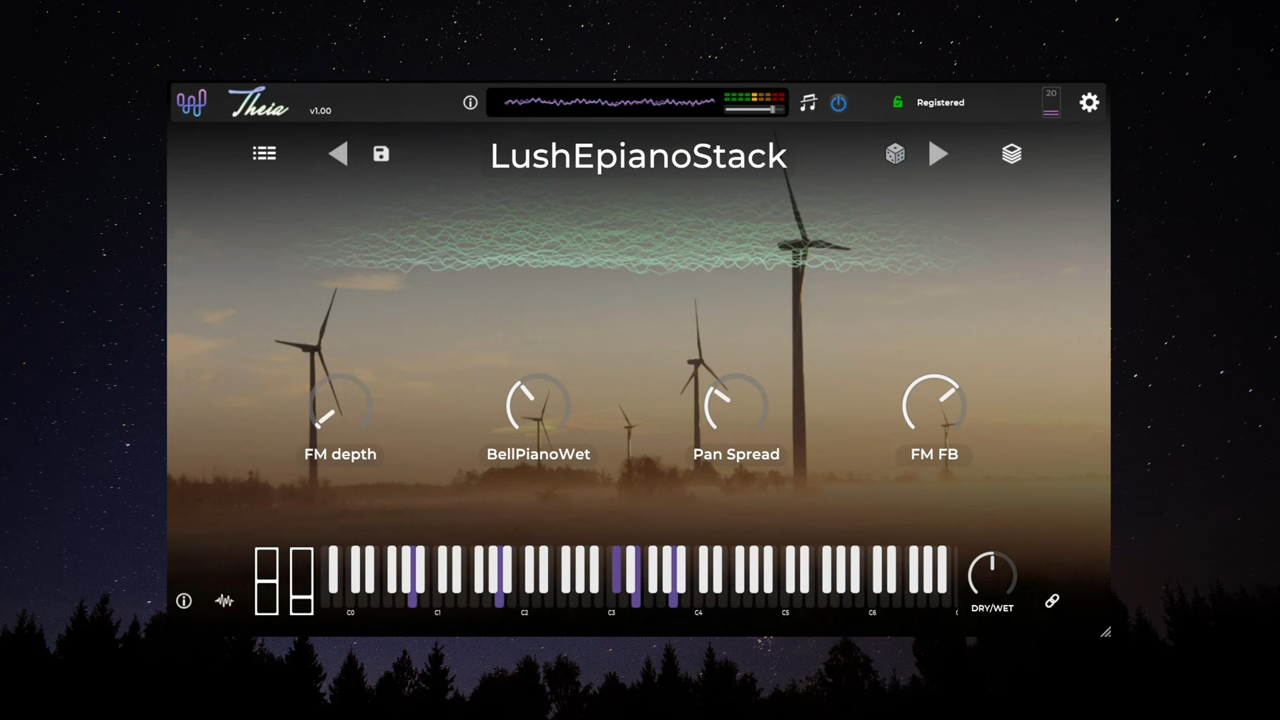 Theia
v1.00
Registered
20
LushEpianoStack
FM depth
BellPianoWet
Pan Spread
FM FB
C0
C1
C2
C3
C4
C5
C6
DRY/WET